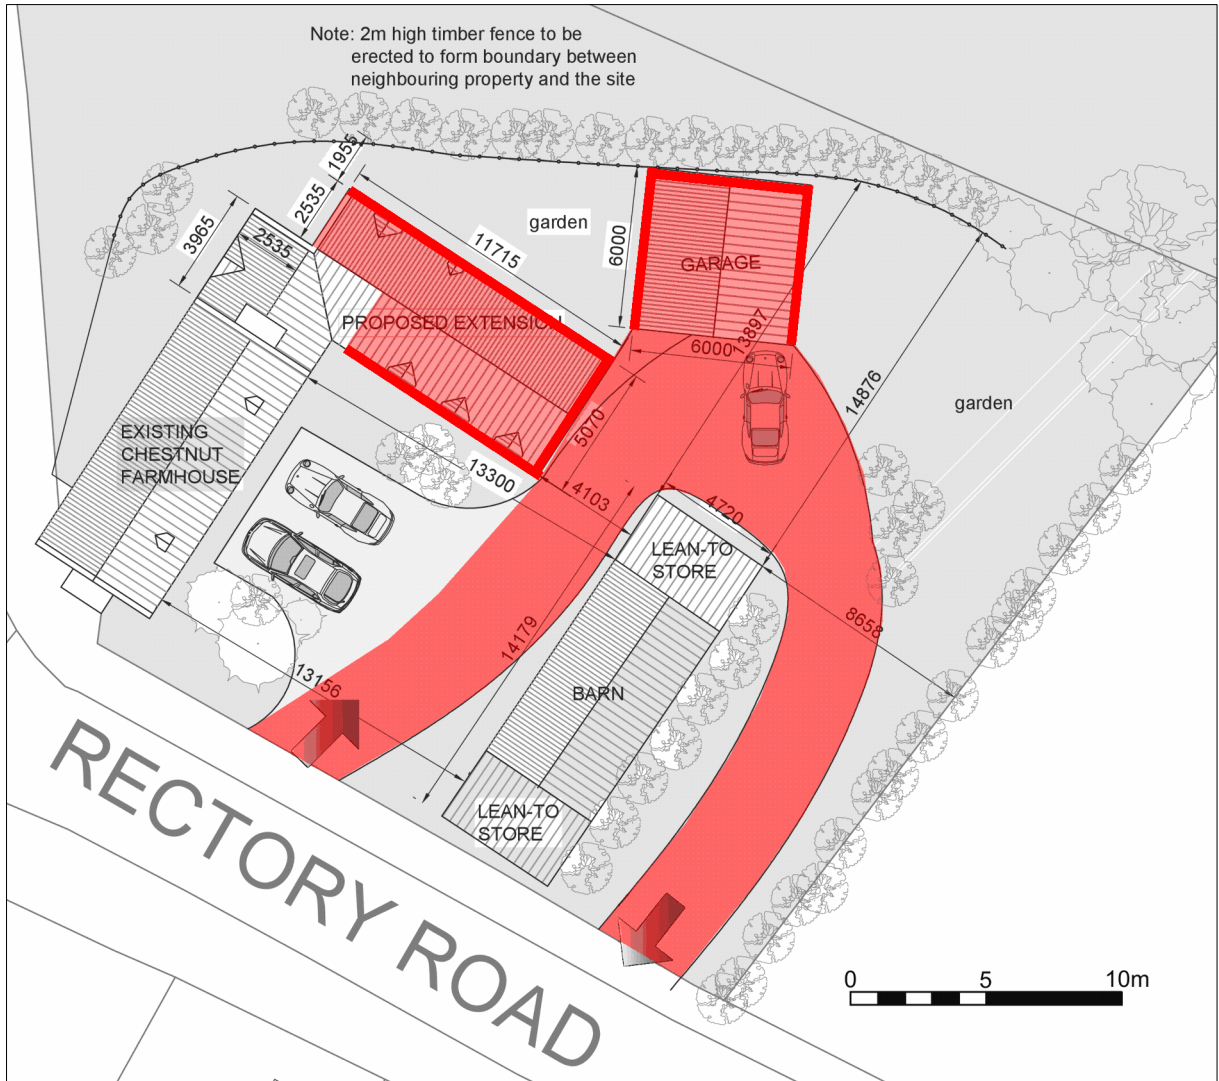 Note: 2m high timber fence to be
erected to form boundary between
neighbouring property and the site
1955
2535
3965
2535
garden
11715
6000
GARAGE
PROPOSED EXTENSION
13897
6000
14876
garden
EXISTING
CHESTNUT
FARMHOUSE
5070
13300
4103
4720
LEAN-TO
STORE
8658
14179
13156
BARN
LEAN-TO
STORE
RECTORY ROAD
0 5 10m